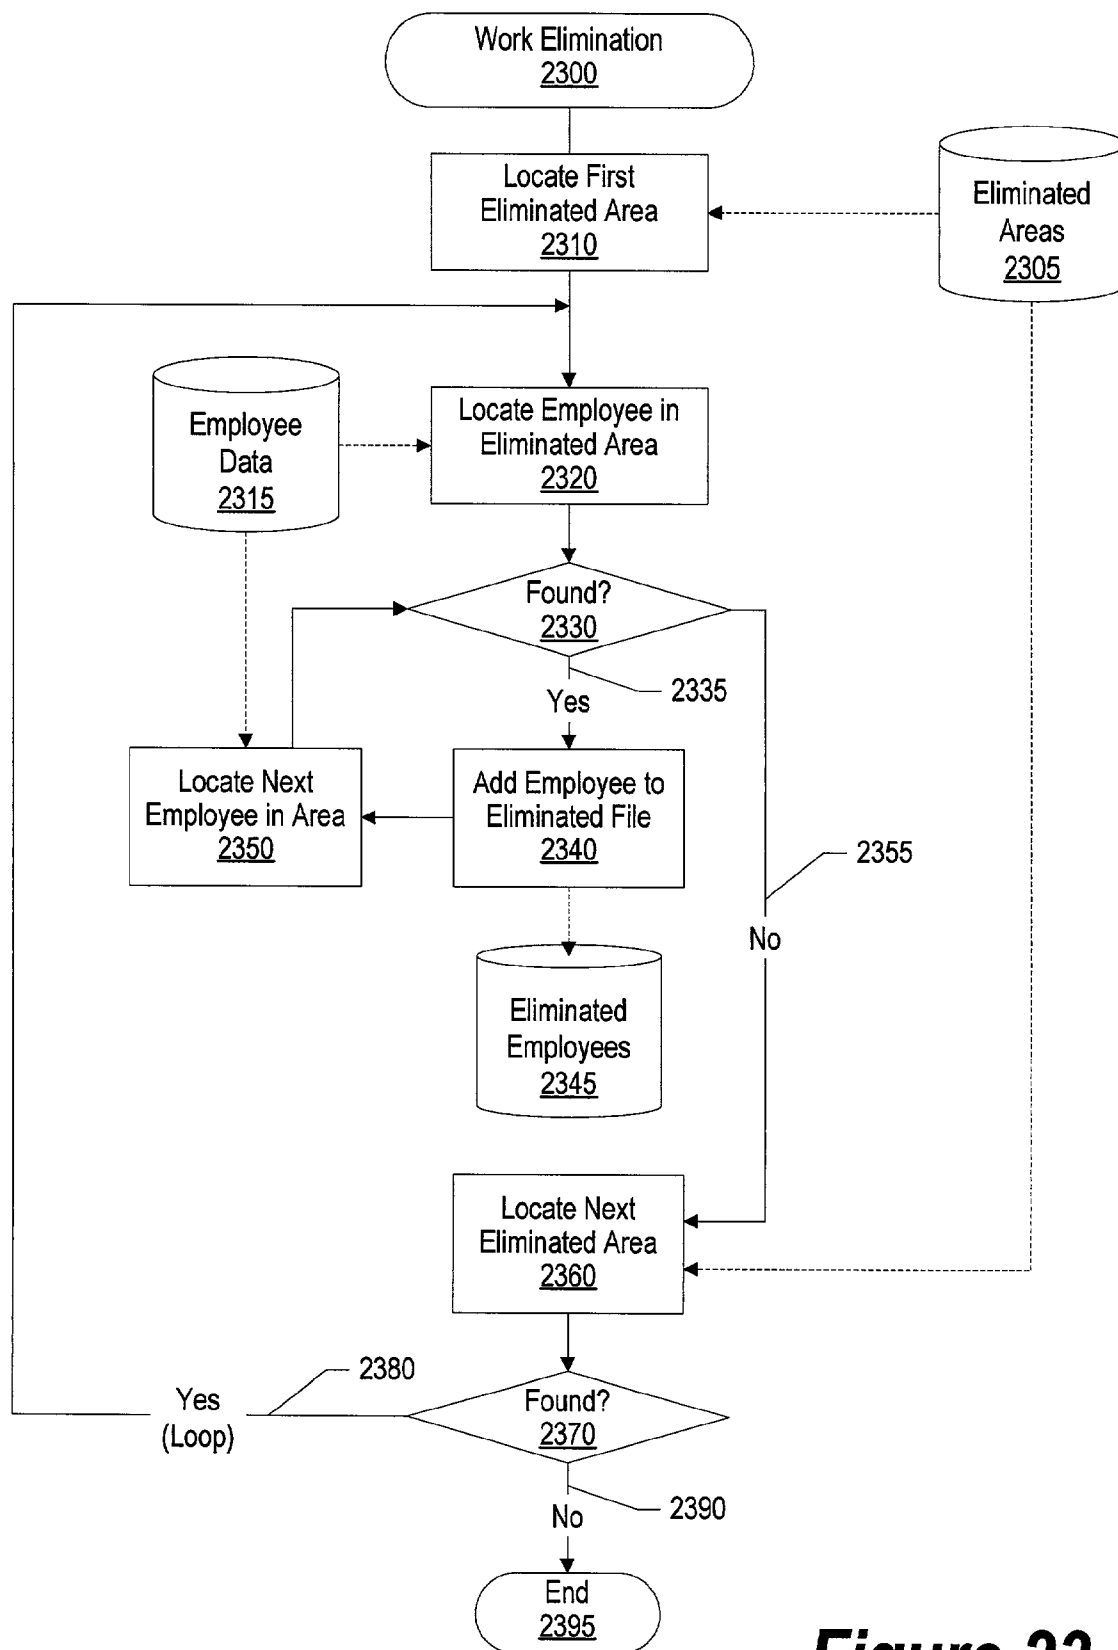 Work Elimination
2300
Locate First
Eliminated Area
2310
Eliminated
Areas
2305
Employee
Data
2315
Locate Employee in
Eliminated Area
2320
Found?
2330
2335
Yes
Locate Next
Employee in Area
2350
Add Employee to
Eliminated File
2340
2355
No
Eliminated
Employees
2345
Locate Next
Eliminated Area
2360
2380
Yes
(Loop)
Found?
2370
2390
No
End
2395
Figure